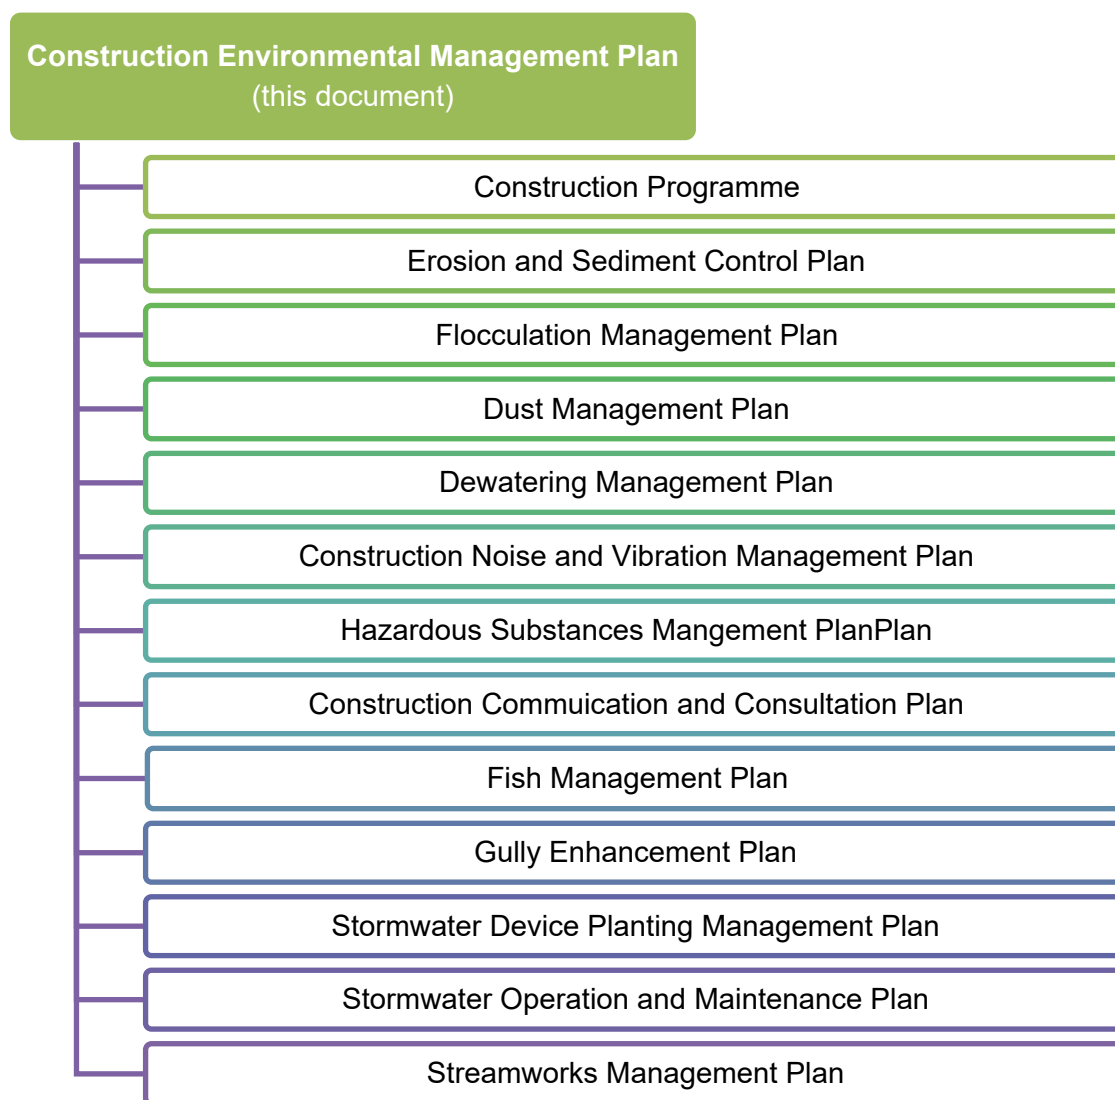 Construction Environmental Management Plan
(this document)
Construction Programme
Erosion and Sediment Control Plan
Flocculation Management Plan
Dust Management Plan
Dewatering Management Plan
Construction Noise and Vibration Management Plan
Hazardous Substances Mangement PlanPlan
Construction Commuication and Consultation Plan
Fish Management Plan
Gully Enhancement Plan
Stormwater Device Planting Management Plan
Stormwater Operation and Maintenance Plan
Streamworks Management Plan